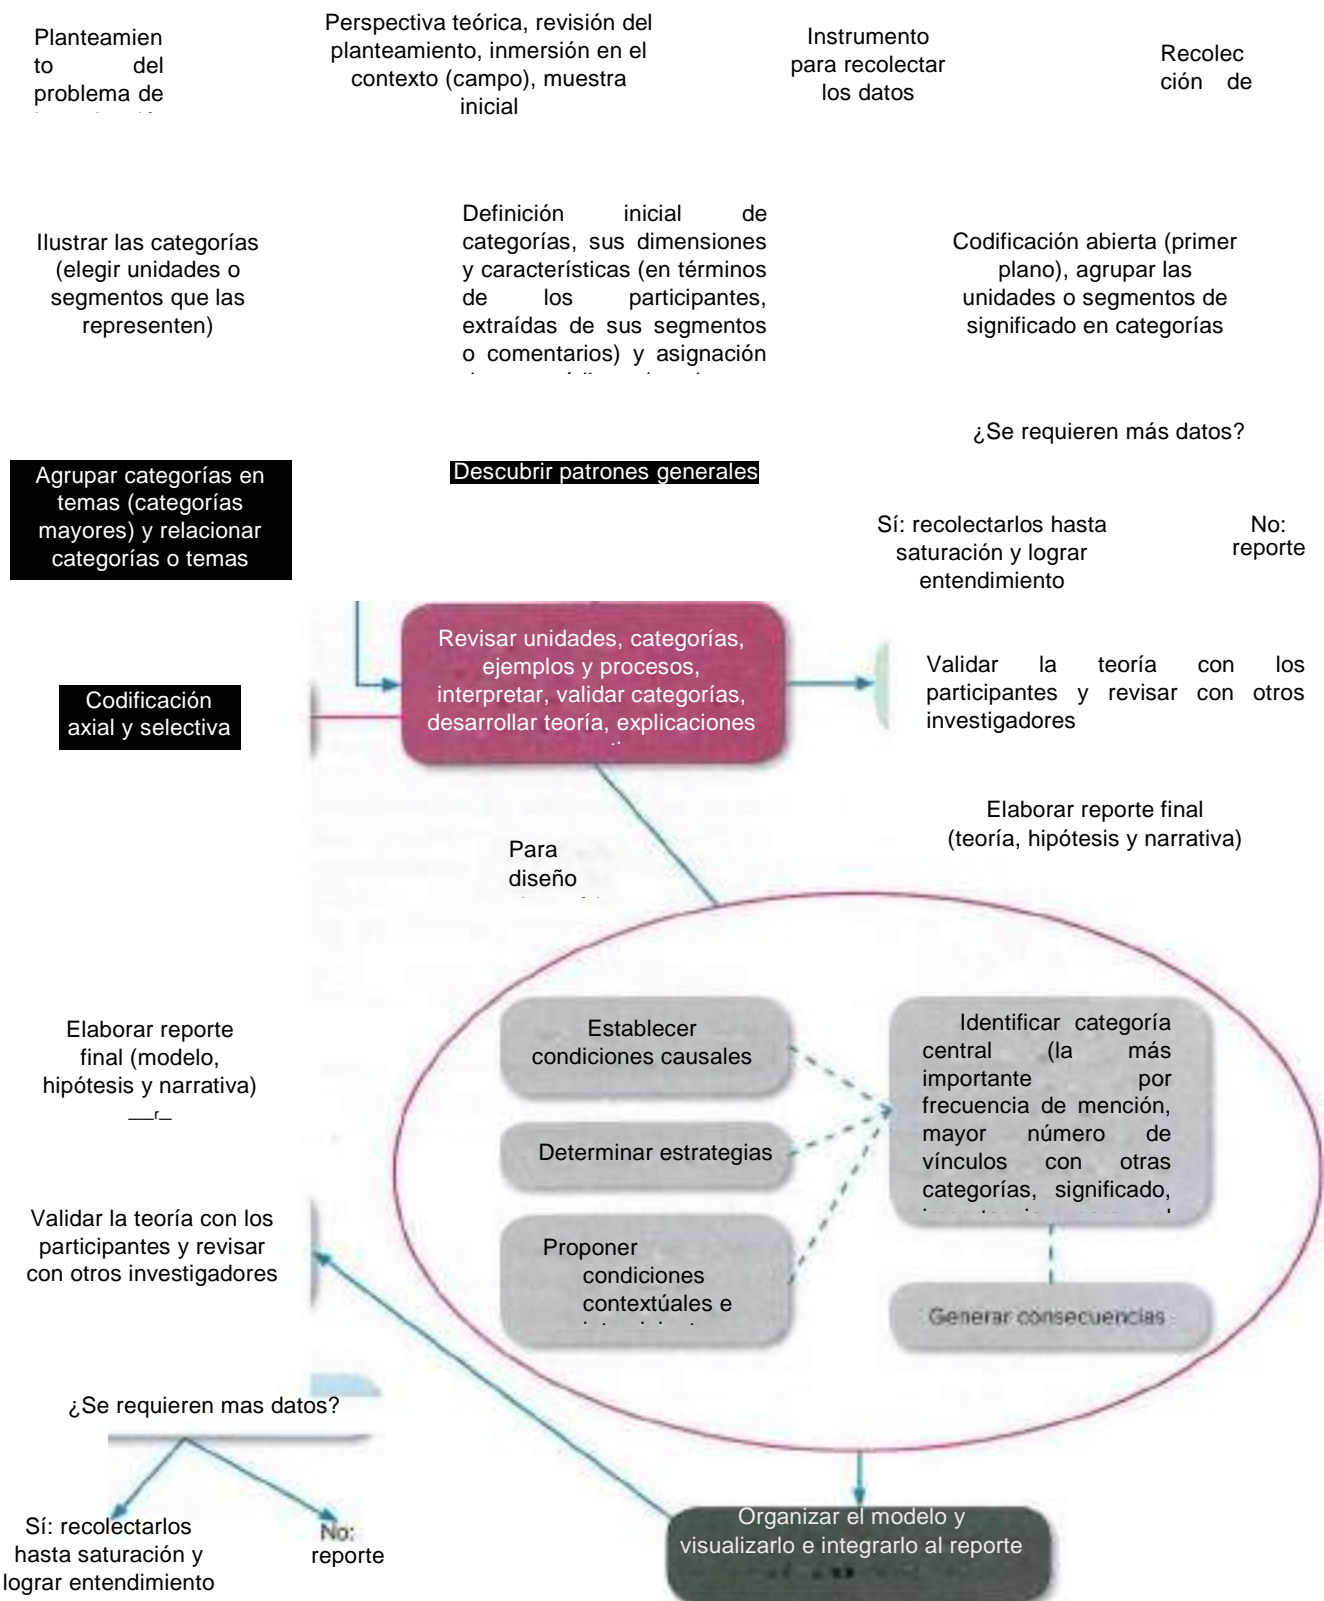 Planteamien
to del
problema de
Perspectiva teórica, revisión del
planteamiento, inmersión en el
contexto (campo), muestra
inicial
Instrumento
para recolectar
los datos
Recolec
ción de
Ilustrar las categorías
(elegir unidades o
segmentos que las
representen)
Definición inicial de
categorías, sus dimensiones
y características (en términos
de los participantes,
extraídas de sus segmentos
o comentarios) y asignación
Codificación abierta (primer
plano), agrupar las
unidades o segmentos de
significado en categorías
¿Se requieren más datos?
Agrupar categorías en
temas (categorías
mayores) y relacionar
categorías o temas
Descubrir patrones generales
Sí: recolectarlos hasta
saturación y lograr
entendimiento
No:
reporte
Revisar unidades, categorías,
ejemplos y procesos,
interpretar, validar categorías,
desarrollar teoría, explicaciones
Validar la teoría con los
participantes y revisar con otros
investigadores
Codificación
axial y selectiva
Elaborar reporte final
(teoría, hipótesis y narrativa)
Para
diseño
Elaborar reporte
final (modelo,
hipótesis y narrativa)
Establecer
condiciones causales
Identificar categoría
central (la más
importante por
frecuencia de mención,
mayor número de
vínculos con otras
categorías, significado,
Determinar estrategias
Validar la teoría con los
participantes y revisar
con otros investigadores
Proponer
condiciones
contextúales e
Generar consecuencias
¿Se requieren mas datos?
Sí: recolectarlos
hasta saturación y
lograr entendimiento
No:
reporte
Organizar el modelo y
visualizarlo e integrarlo al reporte